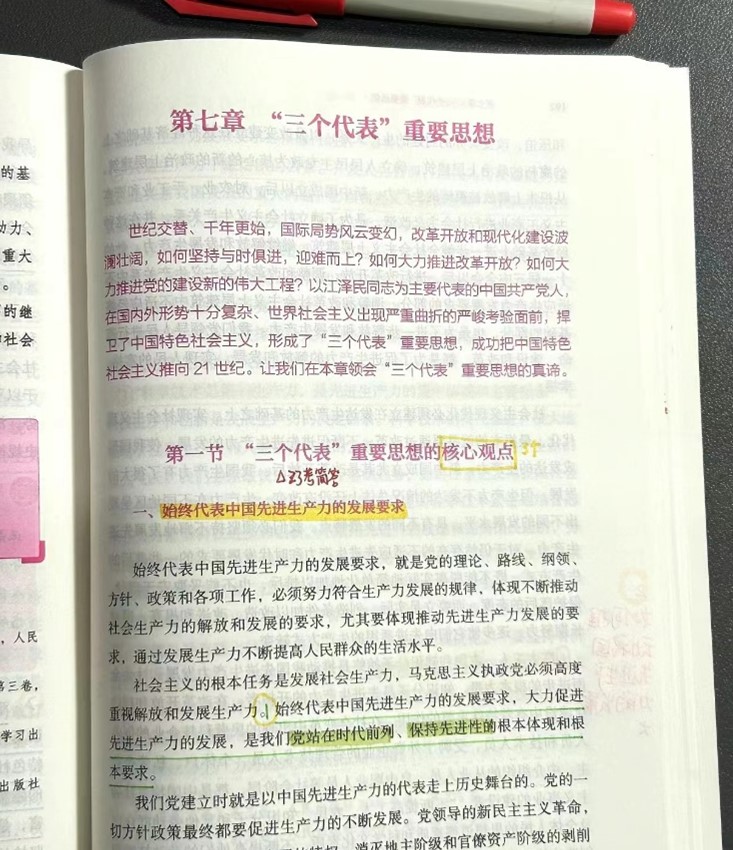 的基
动力、
重大
。
的继
社会
，人民
第三卷，
学习出
出版社
第七章 “三个代表”重要思想
世纪交替、千年更始，国际局势风云变幻，改革开放和现代化建设波
澜壮阔，如何坚持与时俱进，迎难而上？如何大力推进改革开放？如何大
力推进党的建设新的伟大工程？以江泽民同志为主要代表的中国共产党人，
在国内外形势十分复杂、世界社会主义出现严重曲折的严峻考验面前，捍
卫了中国特色社会主义，形成了“三个代表”重要思想，成功把中国特色
社会主义推向 21 世纪。让我们在本章领会“三个代表”重要思想的真谛。
第一节 “三个代表”重要思想的核心观点 3个
考简答
一、始终代表中国先进生产力的发展要求
始终代表中国先进生产力的发展要求，就是党的理论、路线、纲领、
方针、政策和各项工作，必须努力符合生产力发展的规律，体现不断推动
社会生产力的解放和发展的要求，尤其要体现推动先进生产力发展的要
求，通过发展生产力不断提高人民群众的生活水平。
社会主义的根本任务是发展社会生产力，马克思主义执政党必须高度
重视解放和发展生产力。始终代表中国先进生产力的发展要求，大力促进
先进生产力的发展，是我们党站在时代前列、保持先进性的根本体现和根
本要求。
我们党建立时就是以中国先进生产力的代表走上历史舞台的。党的一
切方针政策最终都要促进生产力的不断发展。党领导的新民主主义革命，
消灭地主阶级和官僚资产阶级的剥削